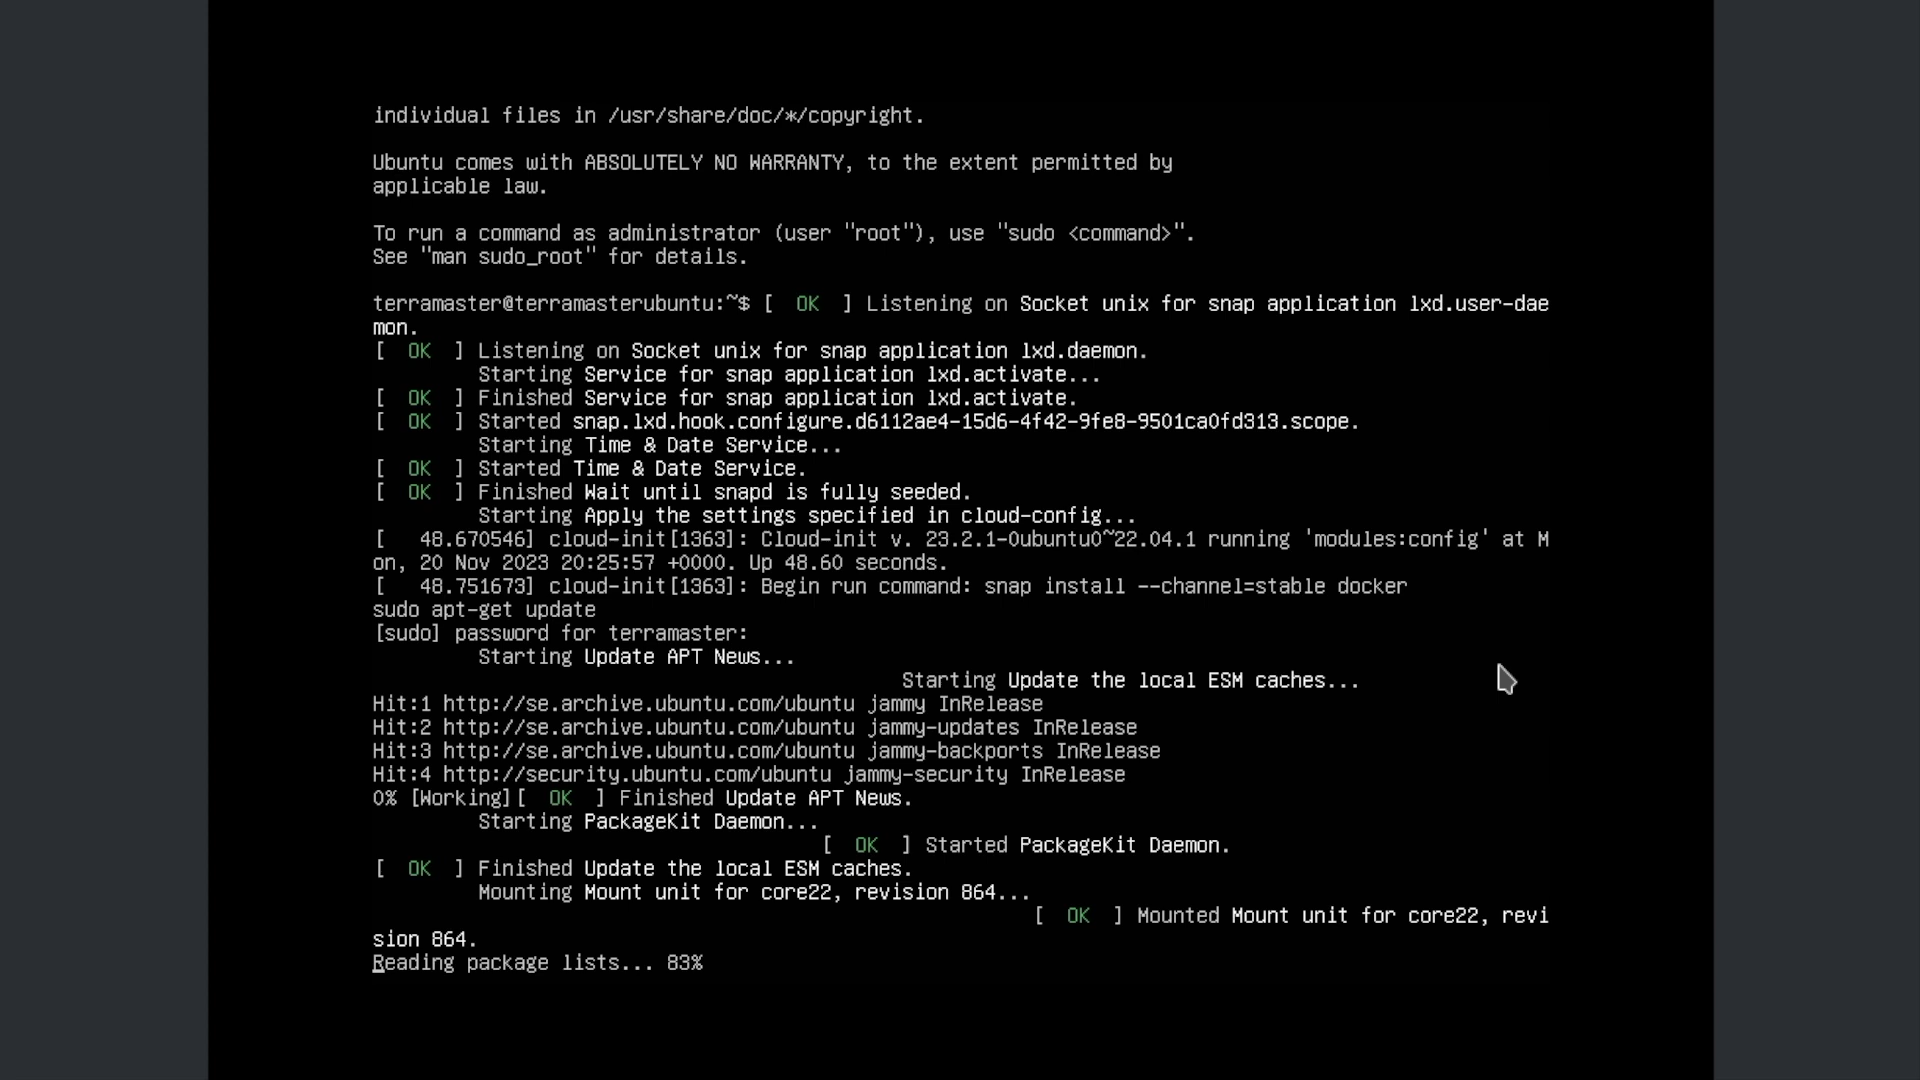 individual files in /usr/share/doc/*/copyright.
Ubuntu comes with ABSOLUTELY NO WARRANTY, to the extent permitted by
applicable law.
To run a command as administrator (user "root"), use "sudo <command>".
See "man sudo_root" for details.
terramaster@terramasterubuntu:~$ [  OK  ] Listening on Socket unix for snap application lxd.user-dae
mon.
[  OK  ] Listening on Socket unix for snap application lxd.daemon.
Starting Service for snap application lxd.activate...
[  OK  ] Finished Service for snap application lxd.activate.
[  OK  ] Started snap.lxd.hook.configure.d6112ae4-15d6-4f42-9fe8-9501ca0fd313.scope.
Starting Time & Date Service...
[  OK  ] Started Time & Date Service.
[  OK  ] Finished Wait until snapd is fully seeded.
Starting Apply the settings specified in cloud-config...
[   48.670546] cloud-init[1363]: Cloud-init v. 23.2.1-0ubuntu0~22.04.1 running 'modules:config' at M
on, 20 Nov 2023 20:25:57 +0000. Up 48.60 seconds.
[   48.751673] cloud-init[1363]: Begin run command: snap install --channel=stable docker
sudo apt-get update
[sudo] password for terramaster:
Starting Update APT News...
Starting Update the local ESM caches...
Hit:1 http://se.archive.ubuntu.com/ubuntu jammy InRelease
Hit:2 http://se.archive.ubuntu.com/ubuntu jammy-updates InRelease
Hit:3 http://se.archive.ubuntu.com/ubuntu jammy-backports InRelease
Hit:4 http://security.ubuntu.com/ubuntu jammy-security InRelease
0% [Working][  OK  ] Finished Update APT News.
Starting PackageKit Daemon...
[  OK  ] Started PackageKit Daemon.
[  OK  ] Finished Update the local ESM caches.
Mounting Mount unit for core22, revision 864...
[  OK  ] Mounted Mount unit for core22, revi
sion 864.
Reading package lists... 83%